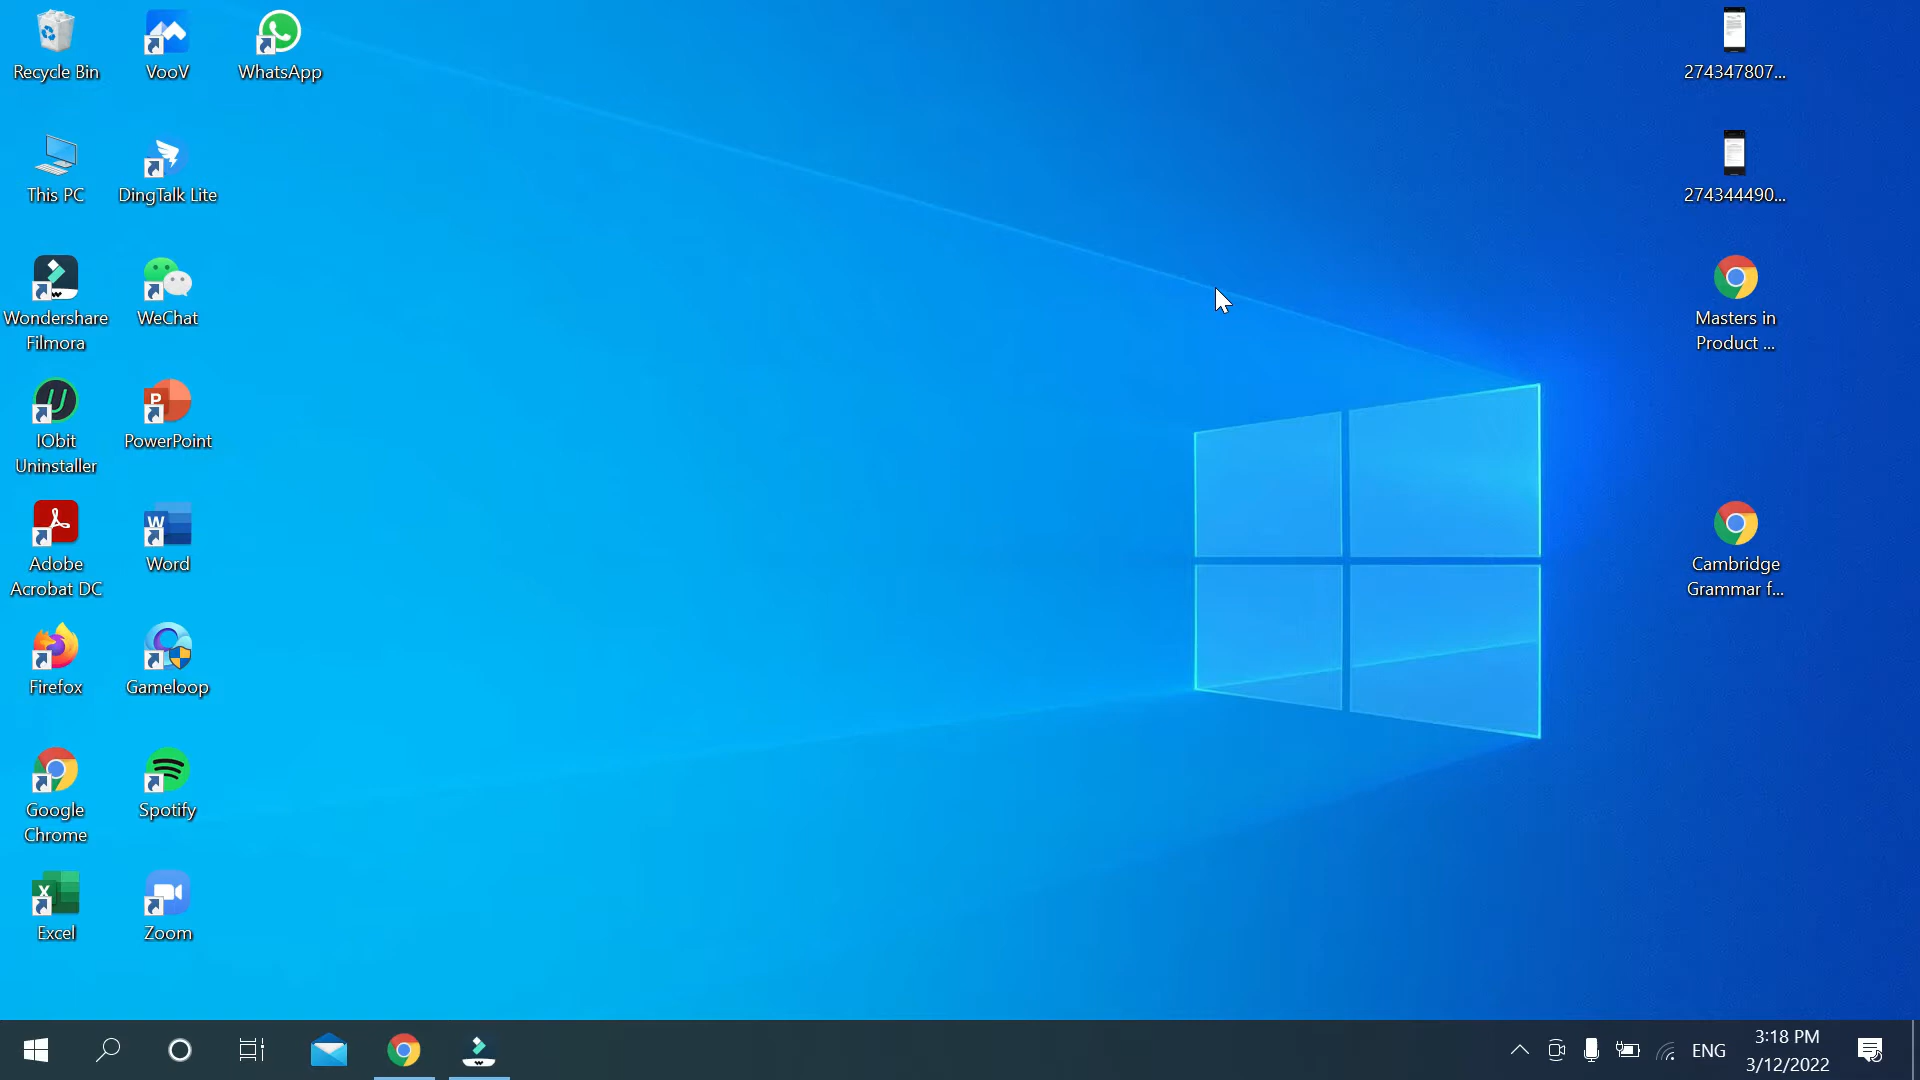 Recycle Bin
VooV
WhatsApp
274347807...
This PC
DingTalk Lite
274344490...
Wondershare
Filmora
WeChat
Masters in
Product ...
IObit
Uninstaller
PowerPoint
Adobe
Acrobat DC
Word
Cambridge
Grammar f...
Firefox
Gameloop
Google
Chrome
Spotify
Excel
Zoom
ENG
3:18 PM
3/12/2022